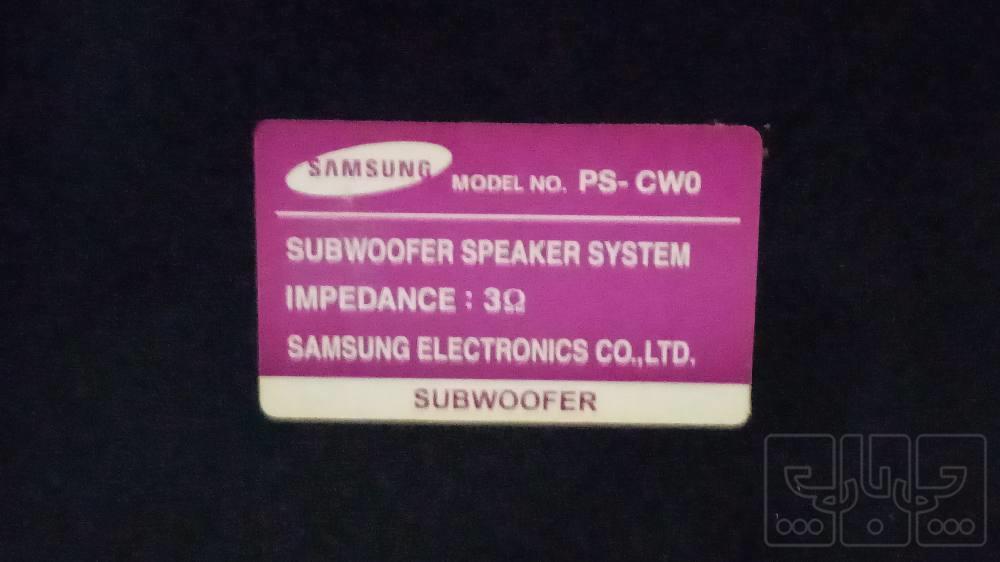 SAMSUNG MODEL NO. PS- CW0
SUBWOOFER SPEAKER SYSTEM
IMPEDANCE : 3Ω
SAMSUNG ELECTRONICS CO.,LTD.
SUBWOOFER